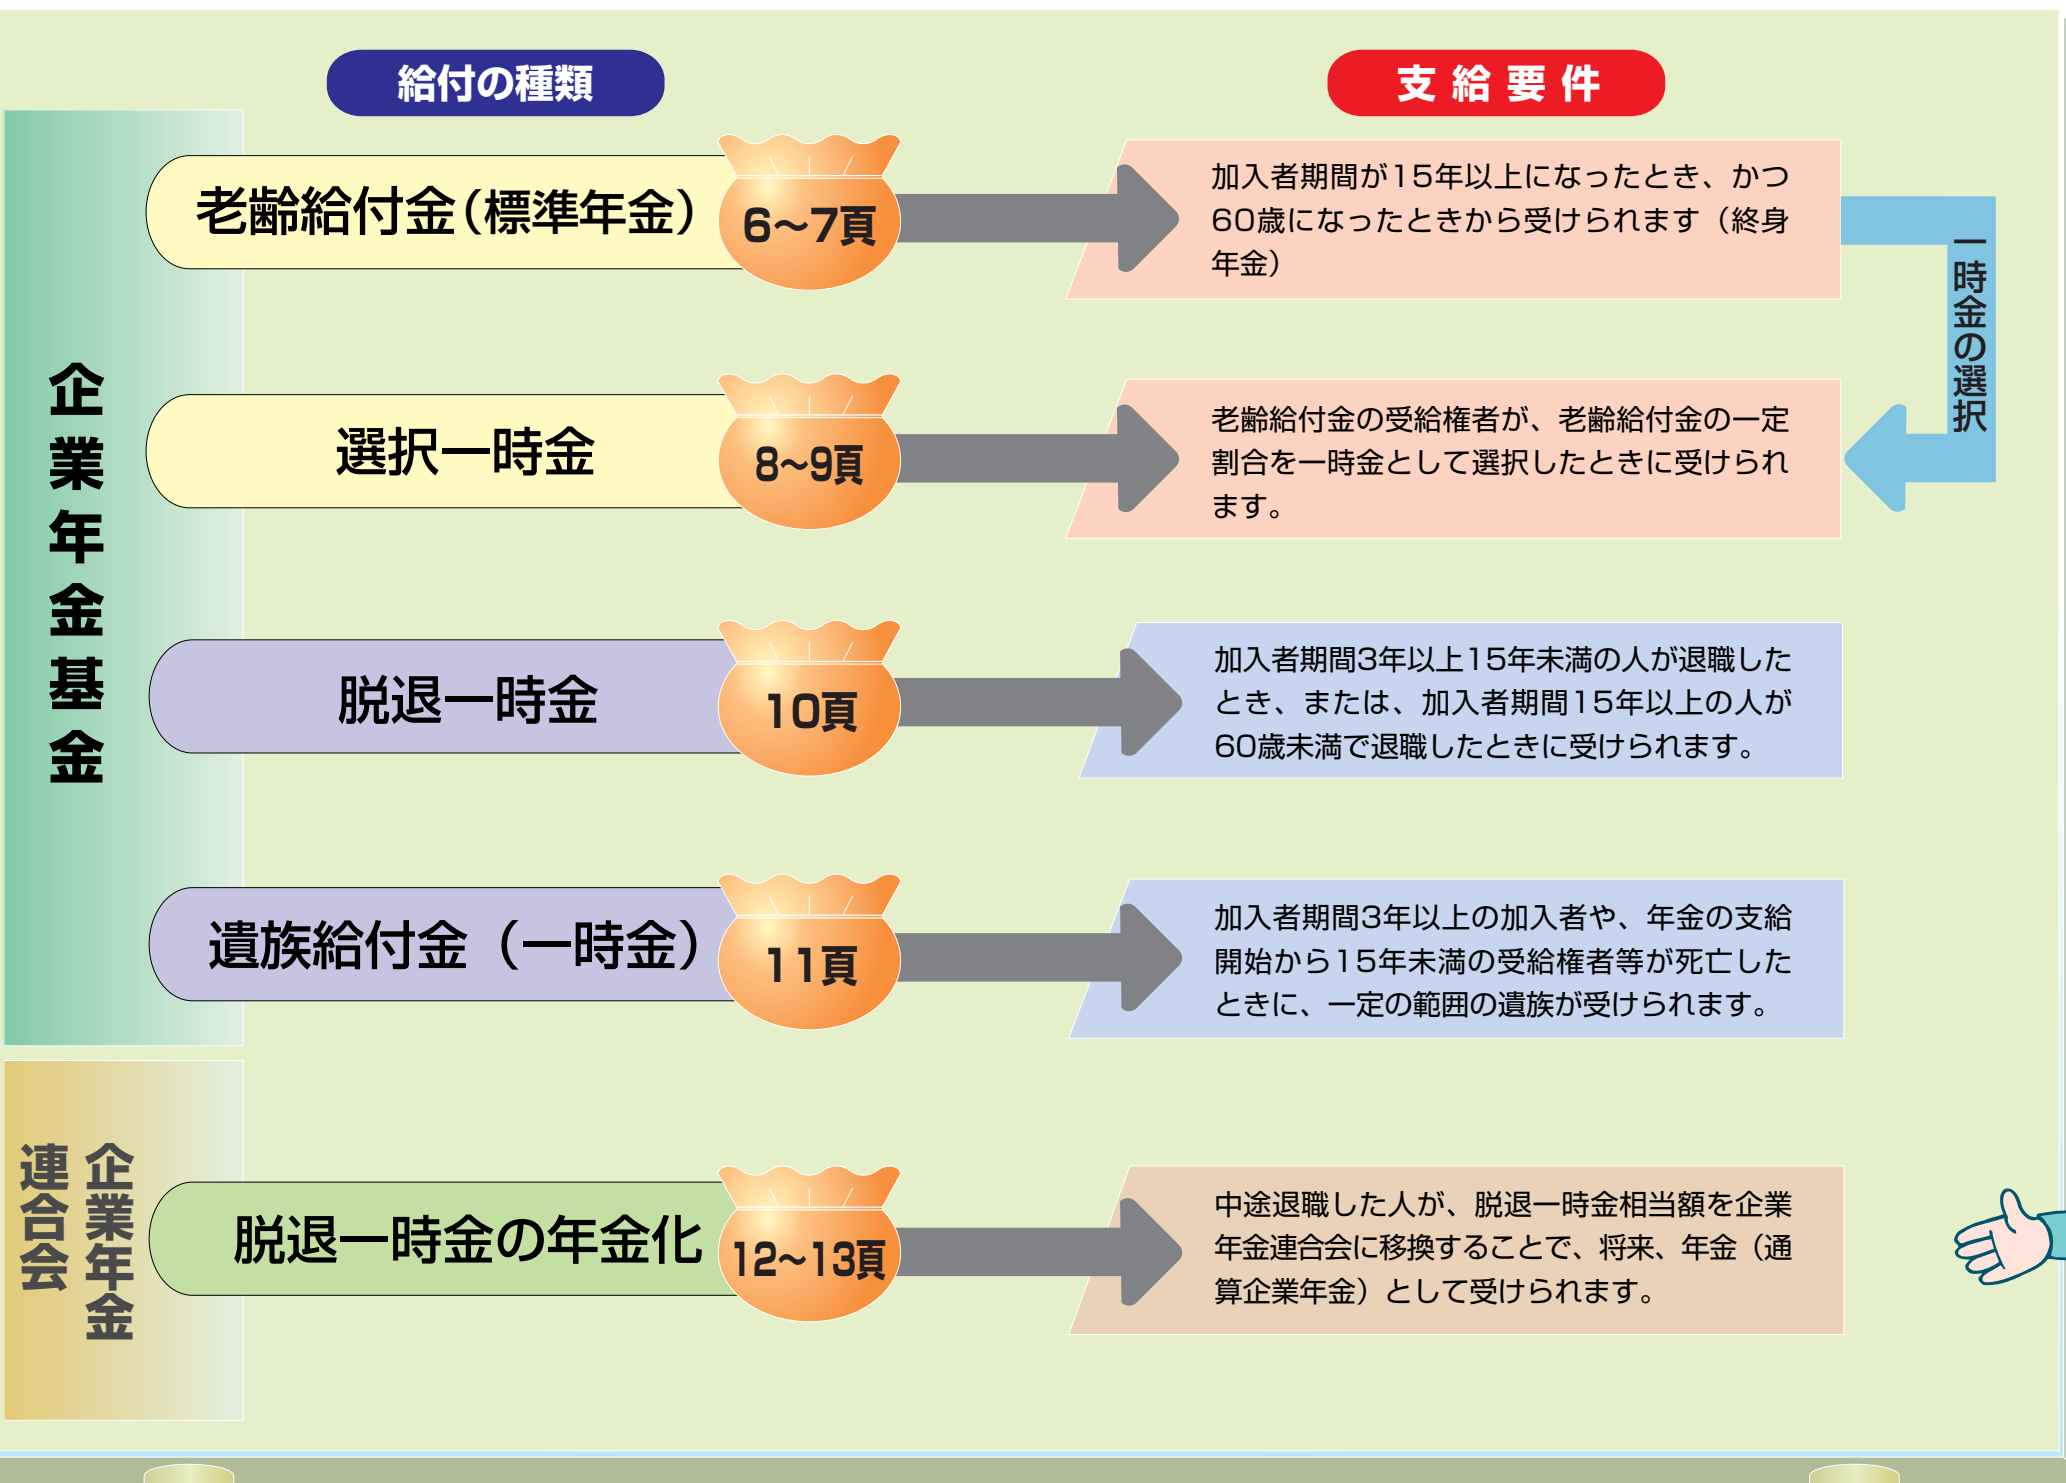 給付の種類
支給要件
企業年金基金
老齢給付金（標準年金）
6〜7頁
加入者期間が15年以上になったとき、かつ
60歳になったときから受けられます（終身
年金）
一時金の選択
選択一時金
8〜9頁
老齢給付金の受給権者が、老齢給付金の一定
割合を一時金として選択したときに受けられ
ます。
脱退一時金
10頁
加入者期間3年以上15年未満の人が退職した
とき、または、加入者期間15年以上の人が
60歳未満で退職したときに受けられます。
遺族給付金（一時金）
11頁
加入者期間3年以上の加入者や、年金の支給
開始から15年未満の受給権者等が死亡した
ときに、一定の範囲の遺族が受けられます。
企業年金
連合会
脱退一時金の年金化
12〜13頁
中途退職した人が、脱退一時金相当額を企業
年金連合会に移換することで、将来、年金（通
算企業年金）として受けられます。